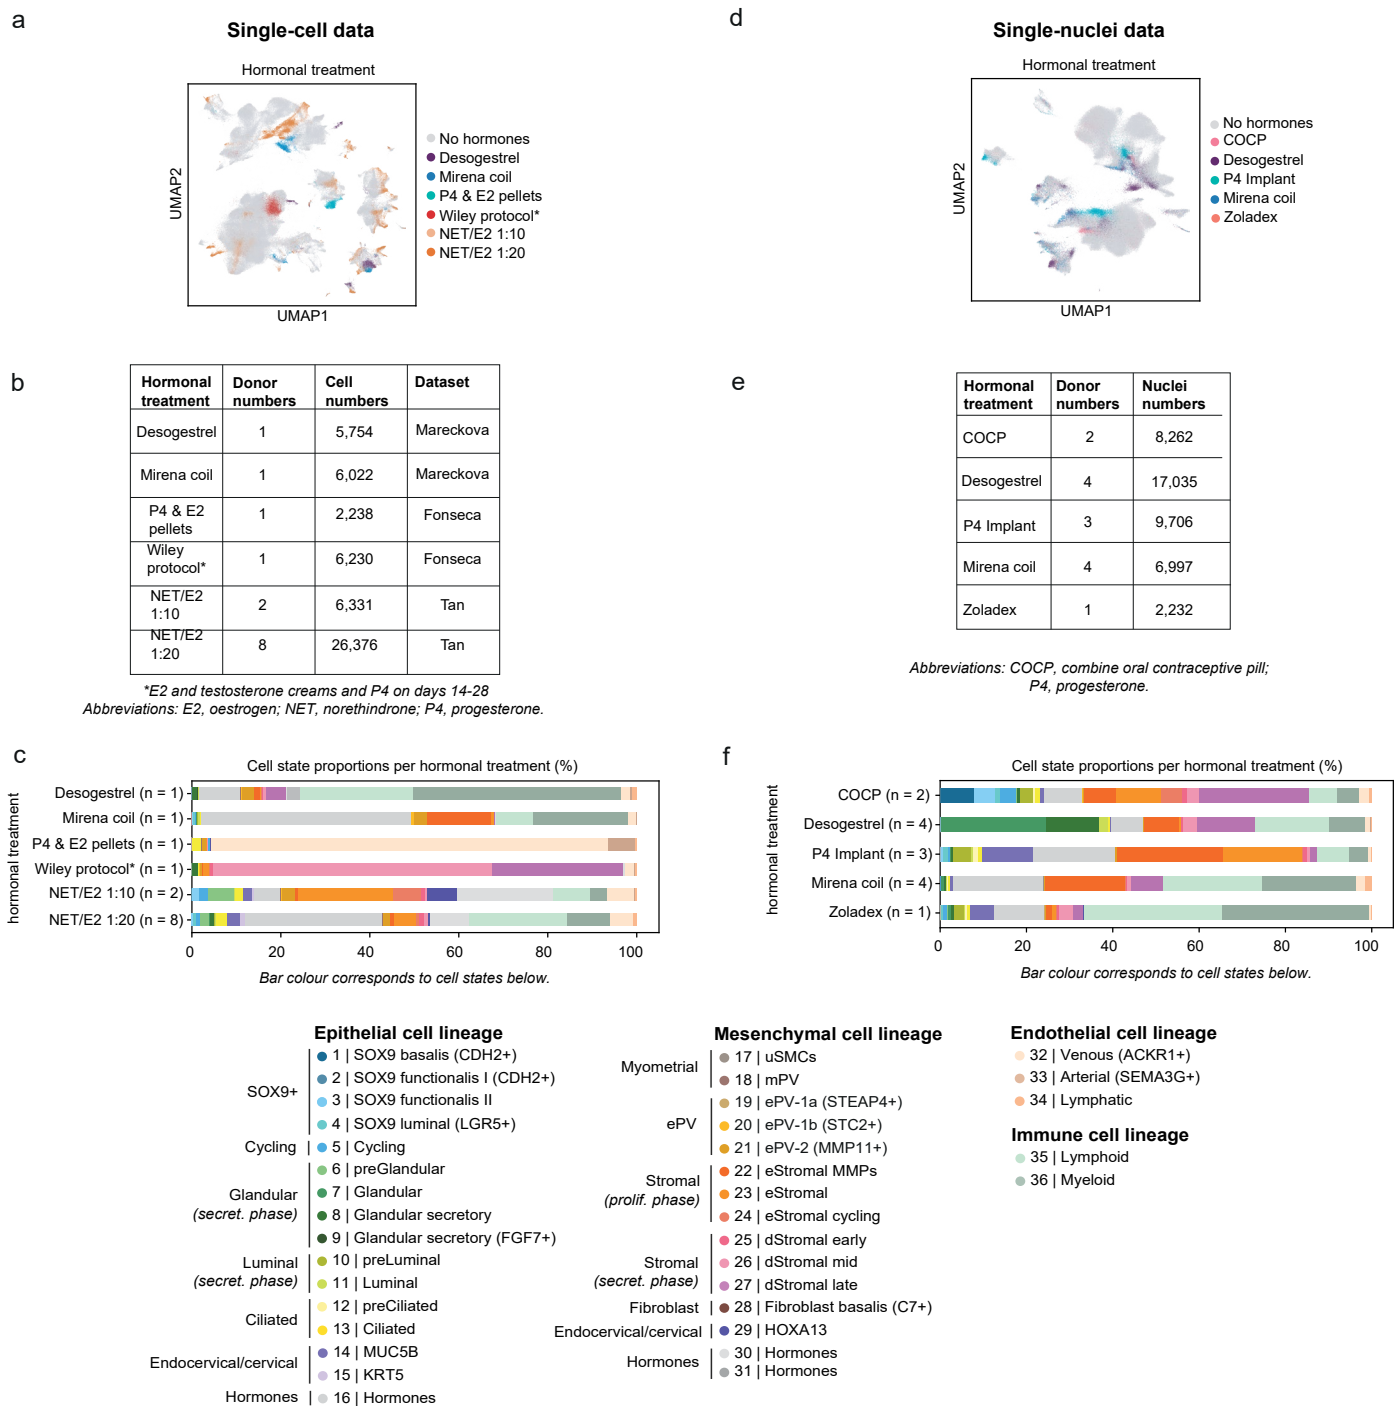 a
Single-cell data
Hormonal treatment
UMAP2
UMAP1
No hormones
Desogestrel
Mirena coil
P4 & E2 pellets
Wiley protocol*
NET/E2 1:10
NET/E2 1:20
d
Single-nuclei data
Hormonal treatment
UMAP2
UMAP1
No hormones
COCP
Desogestrel
P4 Implant
Mirena coil
Zoladex
b
Hormonal treatment Donor numbers Cell numbers Dataset
Desogestrel 1 5,754 Mareckova
Mirena coil 1 6,022 Mareckova
P4 & E2 pellets 1 2,238 Fonseca
Wiley protocol* 1 6,230 Fonseca
NET/E2 1:10 2 6,331 Tan
NET/E2 1:20 8 26,376 Tan
*E2 and testosterone creams and P4 on days 14-28
Abbreviations: E2, oestrogen; NET, norethindrone; P4, progesterone.
e
Hormonal treatment Donor numbers Nuclei numbers
COCP 2 8,262
Desogestrel 4 17,035
P4 Implant 3 9,706
Mirena coil 4 6,997
Zoladex 1 2,232
Abbreviations: COCP, combine oral contraceptive pill;
P4, progesterone.
c
Cell state proportions per hormonal treatment (%)
hormonal treatment
Desogestrel (n = 1)
Mirena coil (n = 1)
P4 & E2 pellets (n = 1)
Wiley protocol* (n = 1)
NET/E2 1:10 (n = 2)
NET/E2 1:20 (n = 8)
0 20 40 60 80 100
Bar colour corresponds to cell states below.
f
Cell state proportions per hormonal treatment (%)
hormonal treatment
COCP (n = 2)
Desogestrel (n = 4)
P4 Implant (n = 3)
Mirena coil (n = 4)
Zoladex (n = 1)
0 20 40 60 80 100
Bar colour corresponds to cell states below.
Epithelial cell lineage
SOX9+
1 | SOX9 basalis (CDH2+)
2 | SOX9 functionalis I (CDH2+)
3 | SOX9 functionalis II
4 | SOX9 luminal (LGR5+)
Cycling
5 | Cycling
Glandular
(secret. phase)
6 | preGlandular
7 | Glandular
8 | Glandular secretory
9 | Glandular secretory (FGF7+)
Luminal
(secret. phase)
10 | preLuminal
11 | Luminal
Ciliated
12 | preCiliated
13 | Ciliated
Endocervical/cervical
14 | MUC5B
15 | KRT5
Hormones
16 | Hormones
Mesenchymal cell lineage
Myometrial
17 | uSMCs
18 | mPV
ePV
19 | ePV-1a (STEAP4+)
20 | ePV-1b (STC2+)
21 | ePV-2 (MMP11+)
Stromal
(prolif. phase)
22 | eStromal MMPs
23 | eStromal
24 | eStromal cycling
Stromal
(secret. phase)
25 | dStromal early
26 | dStromal mid
27 | dStromal late
Fibroblast
28 | Fibroblast basalis (C7+)
Endocervical/cervical
29 | HOXA13
Hormones
30 | Hormones
31 | Hormones
Endothelial cell lineage
32 | Venous (ACKR1+)
33 | Arterial (SEMA3G+)
34 | Lymphatic
Immune cell lineage
35 | Lymphoid
36 | Myeloid